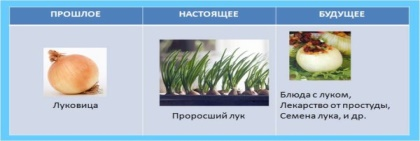 ПРОШЛОЕ
НАСТОЯЩЕЕ
БУДУЩЕЕ
Луковица
Проросший лук
Блюда с луком,
Лекарство от простуды,
Семена лука, и др.